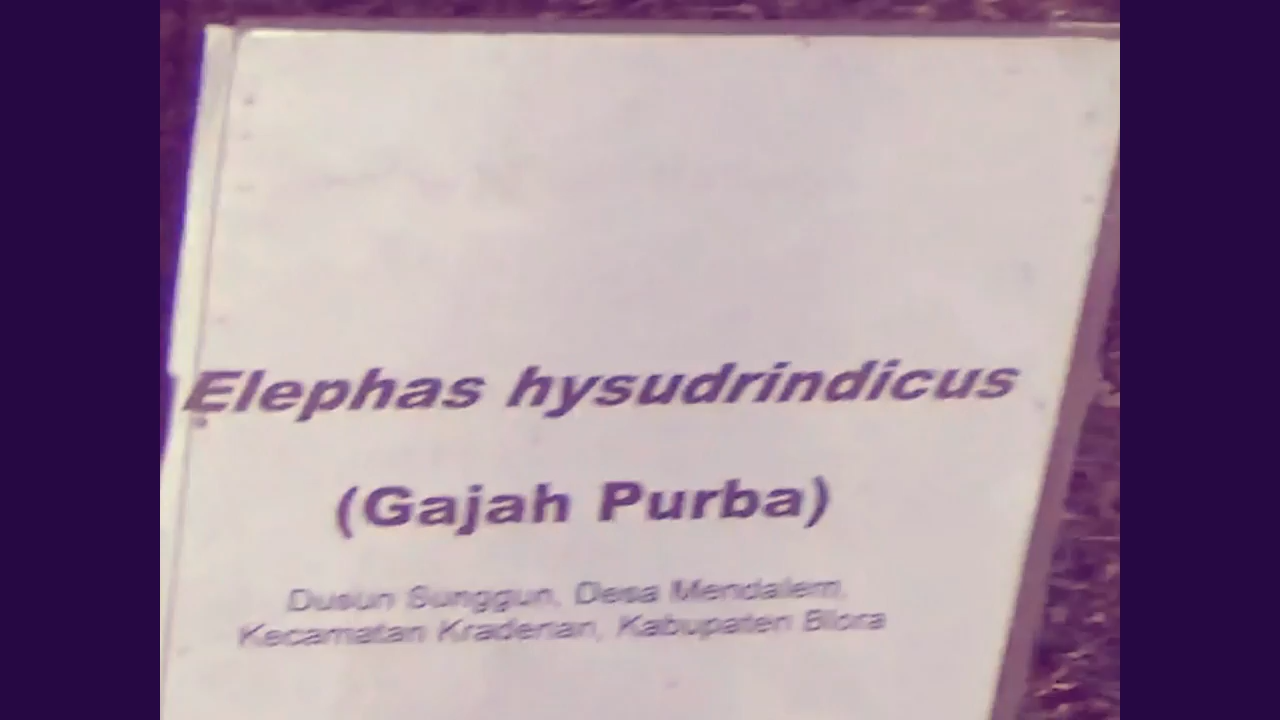 Elephas hysudrindicus
(Gajah Purba)
Dusun Sunggun, Desa Mendalem,
Kecamatan Kradenan, Kabupaten Blora